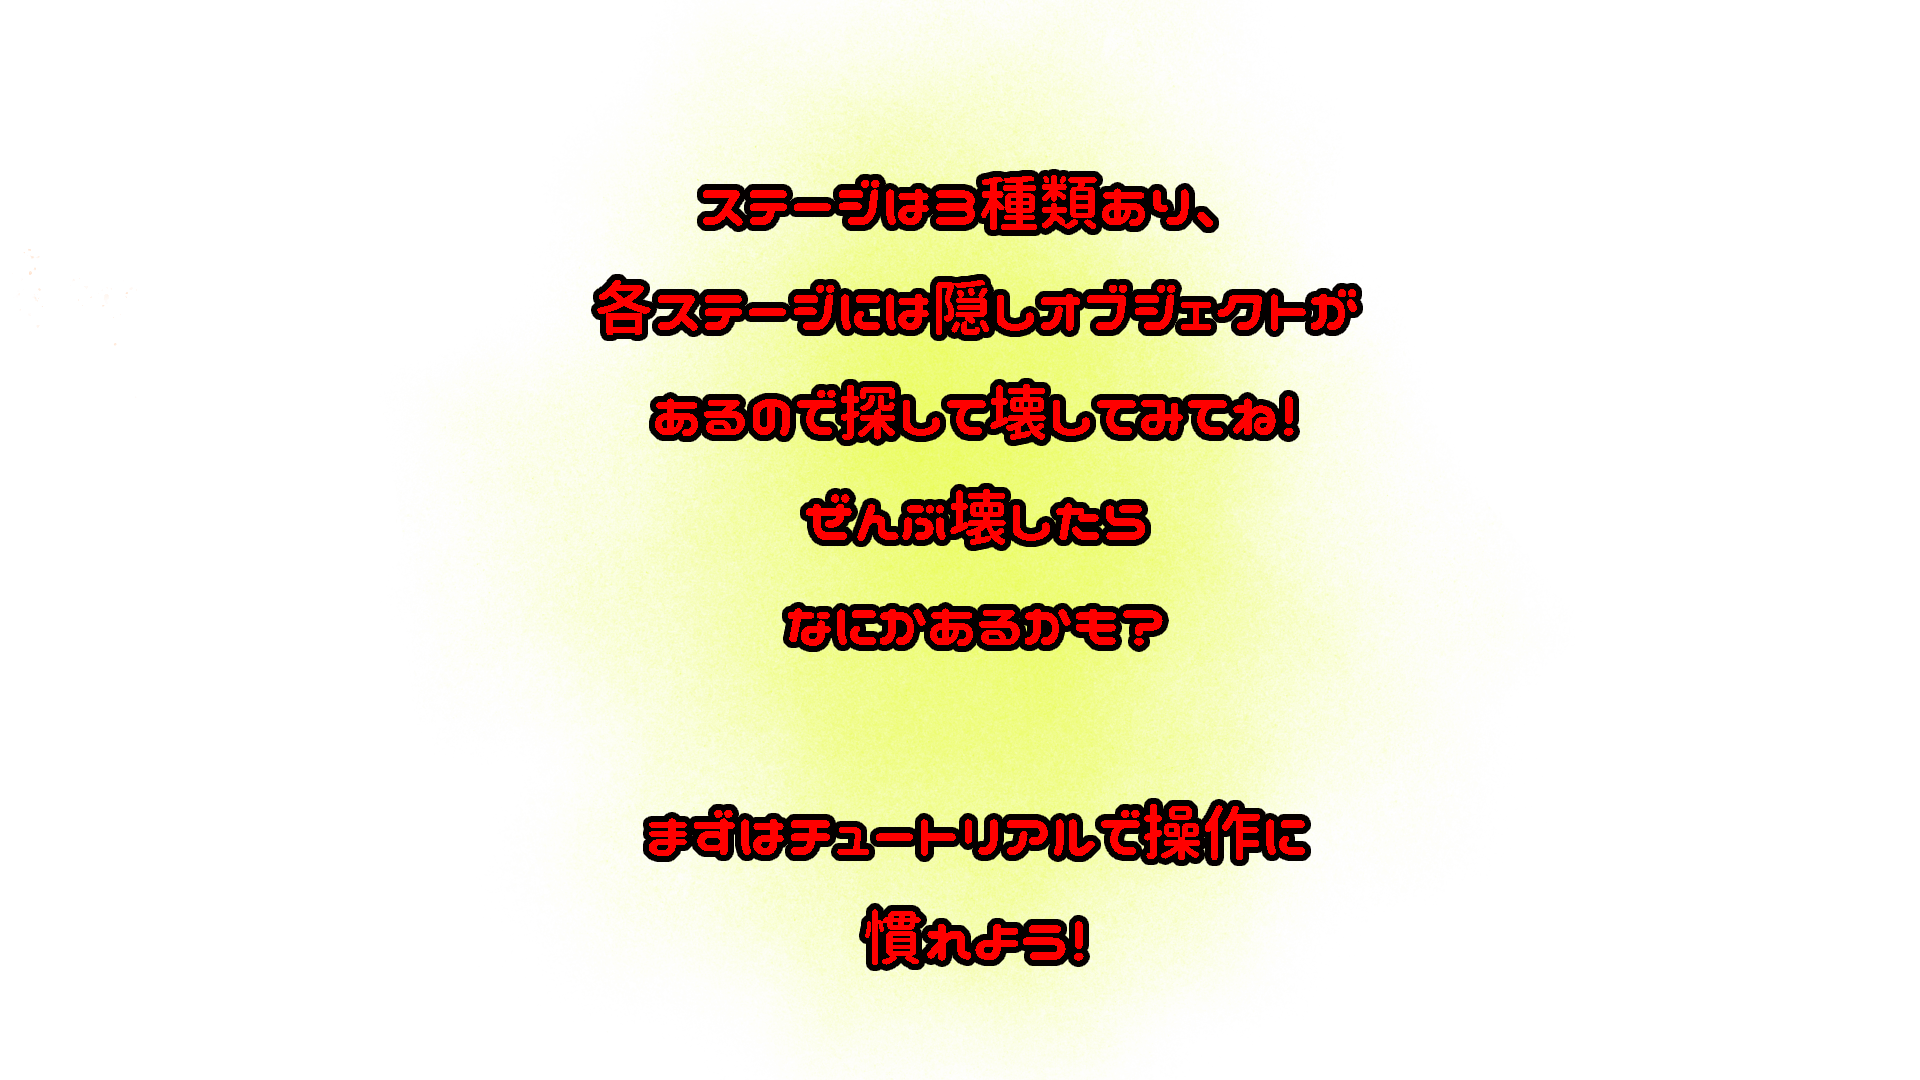 ステージは3種類あり、
各ステージには隠しオブジェクトが
あるので探して壊してみてね!
ぜんぶ壊したら
なにかあるかも?
まずはチュートリアルで操作に
慣れよう!